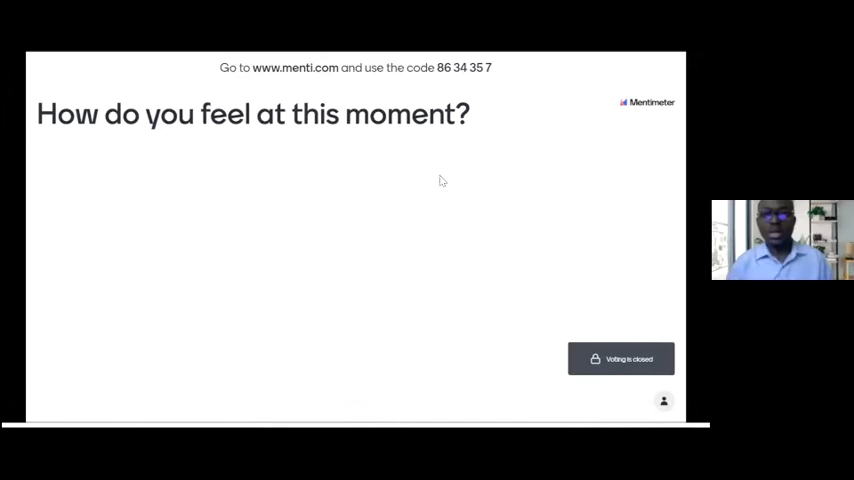 Go to www.menti.com and use the code 86 34 35 7
How do you feel at this moment?
Mentimeter
Voting is closed